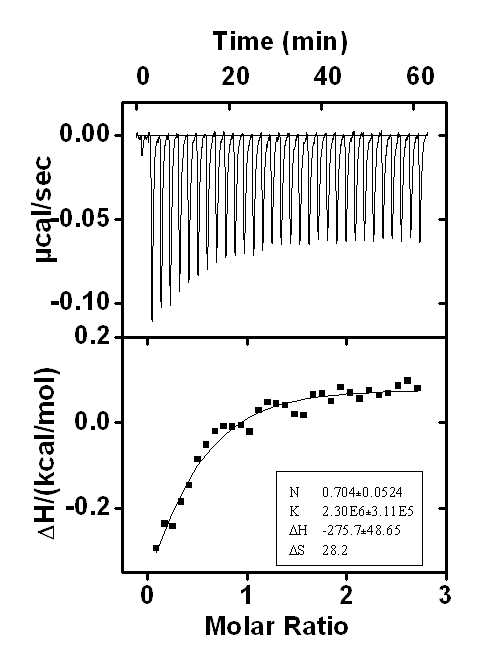 Time (min)
0 20 40 60
0.00
-0.05
-0.10
µcal/sec
0.2
0.0
-0.2
ΔH/(kcal/mol)
N 0.704±0.0524
K 2.30E6±3.11E5
ΔH -275.7±48.65
ΔS 28.2
0 1 2 3
Molar Ratio